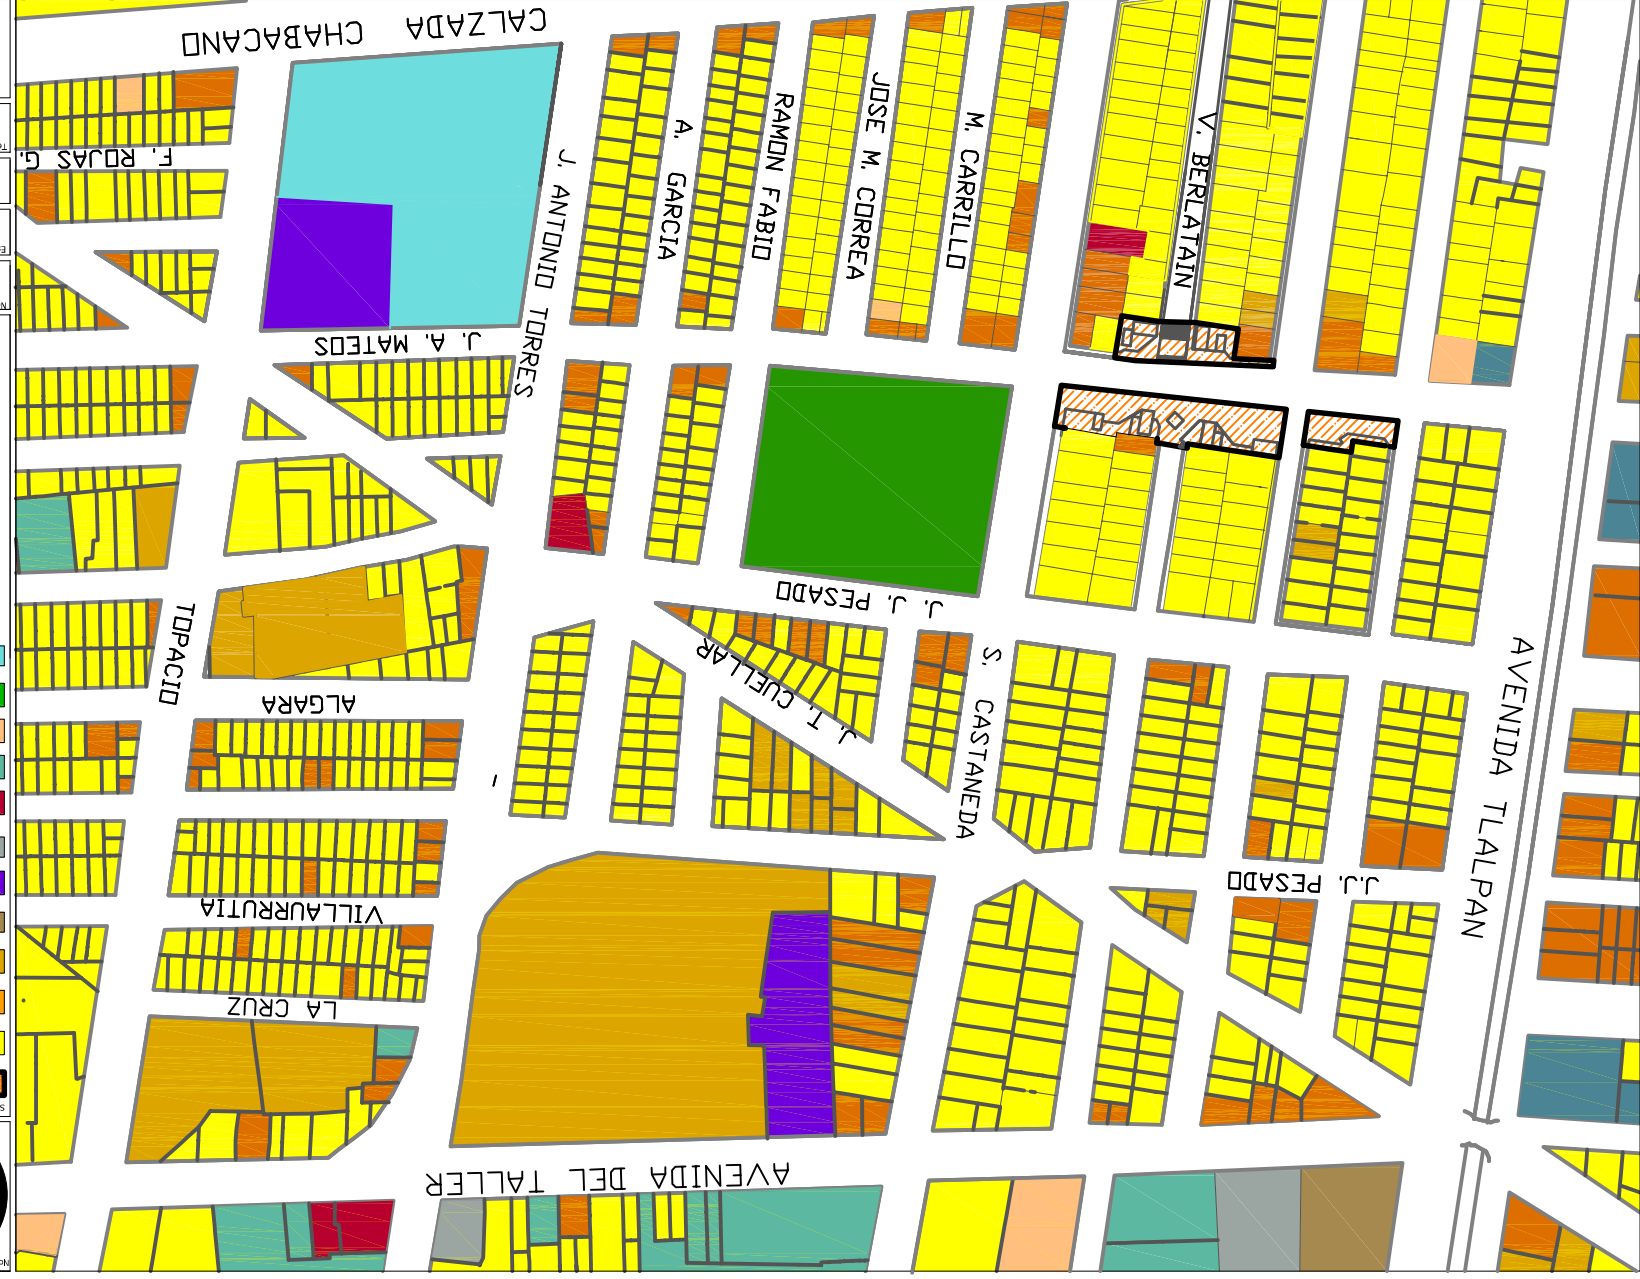 CALZADA CHABACANO
F. ROJAS G.
J. ANTONIO TORRES
A. GARCIA
RAMON FABIO
JOSE M. CORREA
M. CARRILLO
V. BERLATAIN
J. A. MATEOS
J. J. PESADO
TOPACIO
J. T. CUELLAR
S. CASTANEDA
AVENIDA TLALPAN
ALGARA
J.J. PESADO
VILLAURRUTIA
LA CRUZ
AVENIDA DEL TALLER